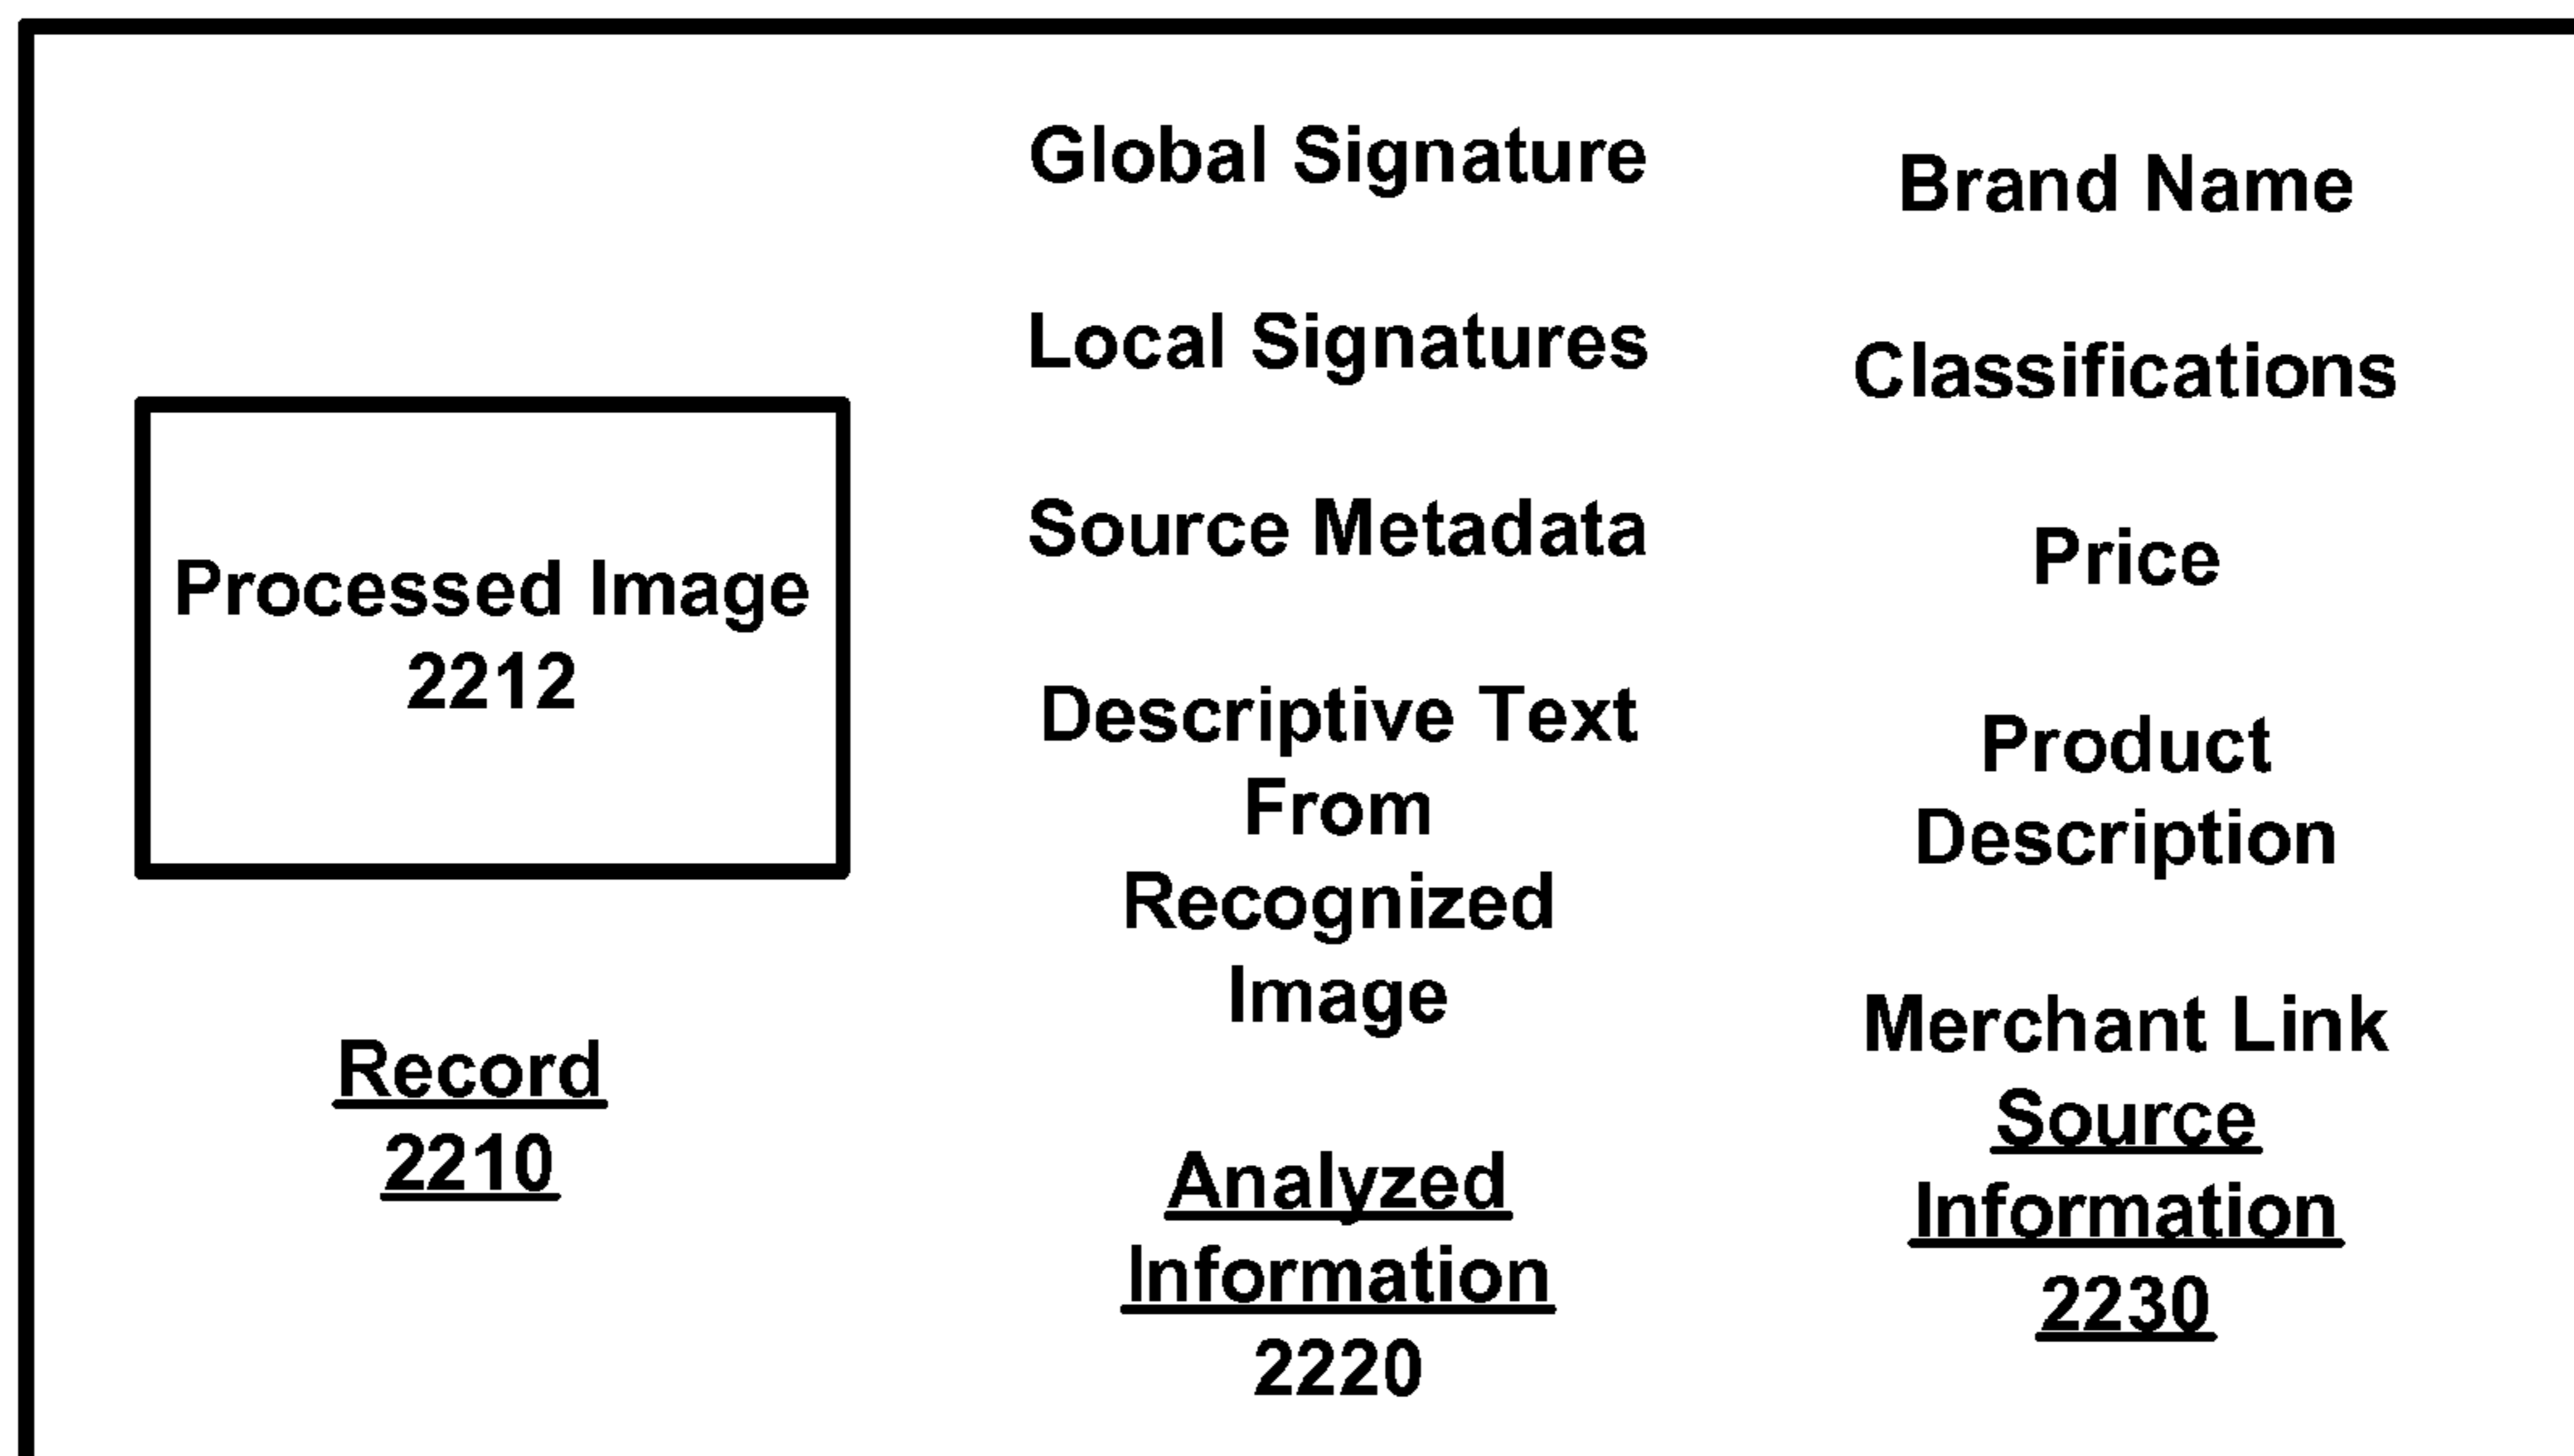 Processed Image
2212
Record
2210
Global Signature
Local Signatures
Source Metadata
Descriptive Text
From
Recognized
Image
Analyzed
Information
2220
Brand Name
Classifications
Price
Product
Description
Merchant Link
Source
Information
2230